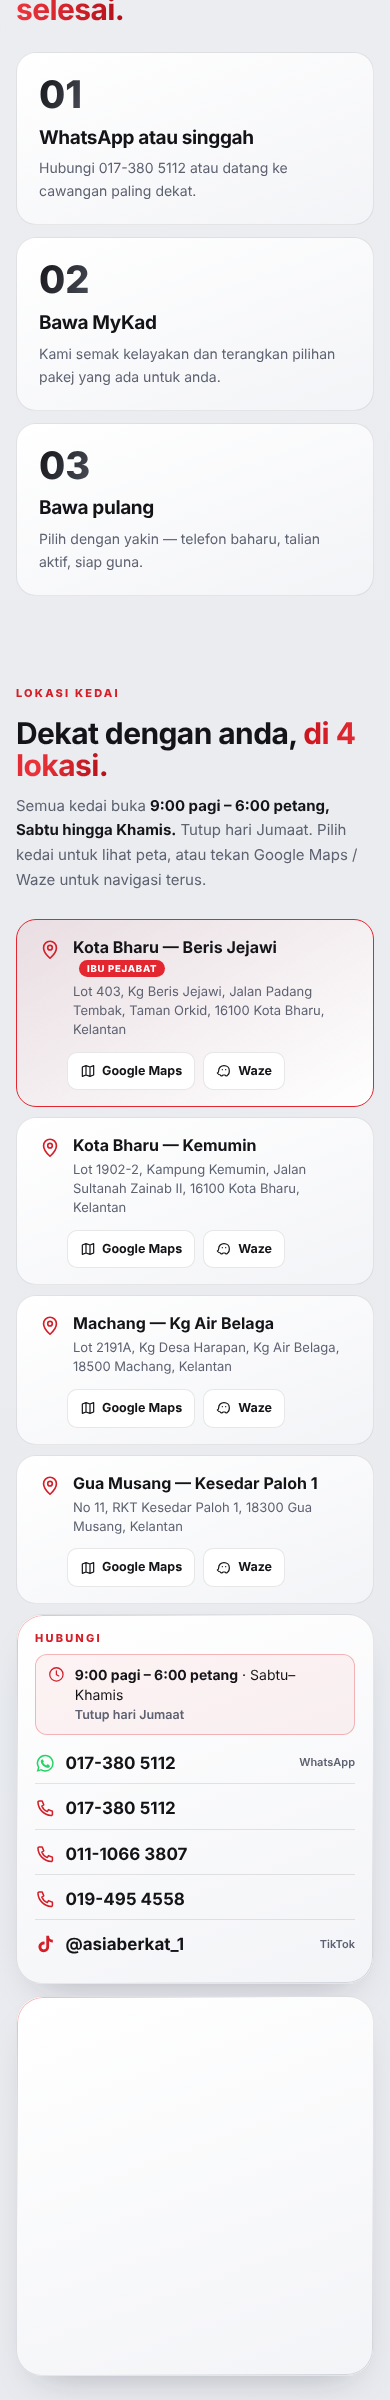 selesai.
01
WhatsApp atau singgah
Hubungi 017-380 5112 atau datang ke
cawangan paling dekat.
02
Bawa MyKad
Kami semak kelayakan dan terangkan pilihan
pakej yang ada untuk anda.
03
Bawa pulang
Pilih dengan yakin — telefon baharu, talian
aktif, siap guna.
LOKASI KEDAI
Dekat dengan anda, di 4
lokasi.
Semua kedai buka 9:00 pagi – 6:00 petang,
Sabtu hingga Khamis. Tutup hari Jumaat. Pilih
kedai untuk lihat peta, atau tekan Google Maps /
Waze untuk navigasi terus.
Kota Bharu — Beris Jejawi
IBU PEJABAT
Lot 403, Kg Beris Jejawi, Jalan Padang
Tembak, Taman Orkid, 16100 Kota Bharu,
Kelantan
Google Maps Waze
Kota Bharu — Kemumin
Lot 1902-2, Kampung Kemumin, Jalan
Sultanah Zainab II, 16100 Kota Bharu,
Kelantan
Google Maps Waze
Machang — Kg Air Belaga
Lot 2191A, Kg Desa Harapan, Kg Air Belaga,
18500 Machang, Kelantan
Google Maps Waze
Gua Musang — Kesedar Paloh 1
No 11, RKT Kesedar Paloh 1, 18300 Gua
Musang, Kelantan
Google Maps Waze
HUBUNGI
9:00 pagi – 6:00 petang · Sabtu–
Khamis
Tutup hari Jumaat
017-380 5112 WhatsApp
017-380 5112
011-1066 3807
019-495 4558
@asiaberkat_1 TikTok